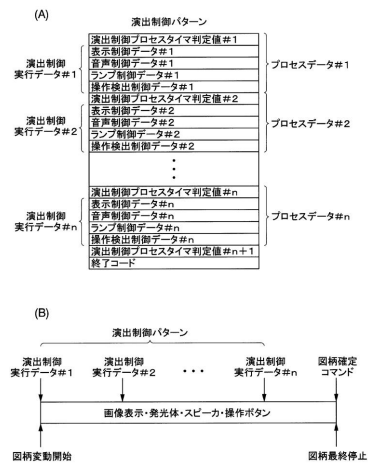 (A)
演出制御パターン
演出制御プロセスタイマ判定値#1
表示制御データ#1
音声制御データ#1
ランプ制御データ#1
操作検出制御データ#1
演出制御
実行データ#1
プロセスデータ#1
演出制御プロセスタイマ判定値#2
表示制御データ#2
音声制御データ#2
ランプ制御データ#2
操作検出制御データ#2
演出制御
実行データ#2
プロセスデータ#2
演出制御プロセスタイマ判定値#n
表示制御データ#n
音声制御データ#n
ランプ制御データ#n
操作検出制御データ#n
演出制御
実行データ#n
プロセスデータ#n
演出制御プロセスタイマ判定値#n+1
終了コード
(B)
演出制御パターン
演出制御
実行データ#1
演出制御
実行データ#2
・・・
演出制御
実行データ#n
図柄確定
コマンド
画像表示・発光体・スピーカ・操作ボタン
図柄変動開始
図柄最終停止